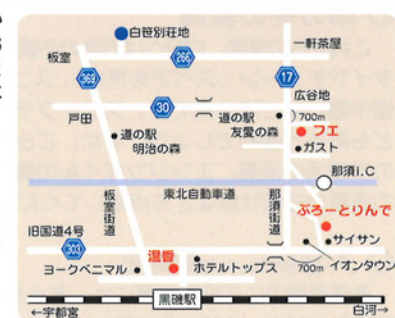 白笹別荘地
一軒茶屋
板室
266
369
17
広谷地
30
戸田
道の駅
友愛の森
700m
フエ
道の駅
明治の森
ガスト
那須I.C
東北自動車道
板室街道
那須街道
ぷろーとりんで
旧国道4号
303
サイサン
温香
ヨークベニマル
ホテルトップス
イオンタウン
700m
黒磯駅
←宇都宮
白河→